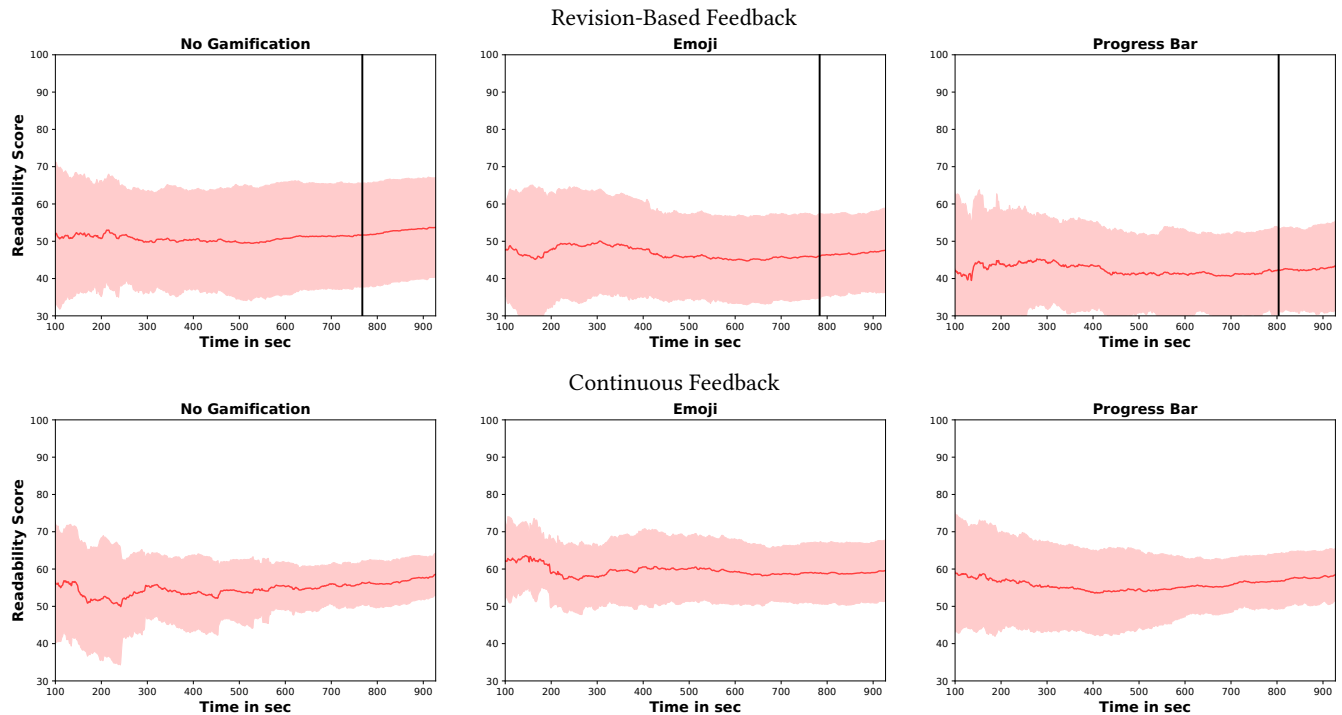 Revision-Based Feedback
No Gamification
Emoji
Progress Bar
Readability Score
100
90
80
70
60
50
40
30
100 200 300 400 500 600 700 800 900
Time in sec
100
90
80
70
60
50
40
30
100 200 300 400 500 600 700 800 900
Time in sec
100
90
80
70
60
50
40
30
100 200 300 400 500 600 700 800 900
Time in sec
Continuous Feedback
No Gamification
Emoji
Progress Bar
Readability Score
100
90
80
70
60
50
40
30
100 200 300 400 500 600 700 800 900
Time in sec
100
90
80
70
60
50
40
30
100 200 300 400 500 600 700 800 900
Time in sec
100
90
80
70
60
50
40
30
100 200 300 400 500 600 700 800 900
Time in sec